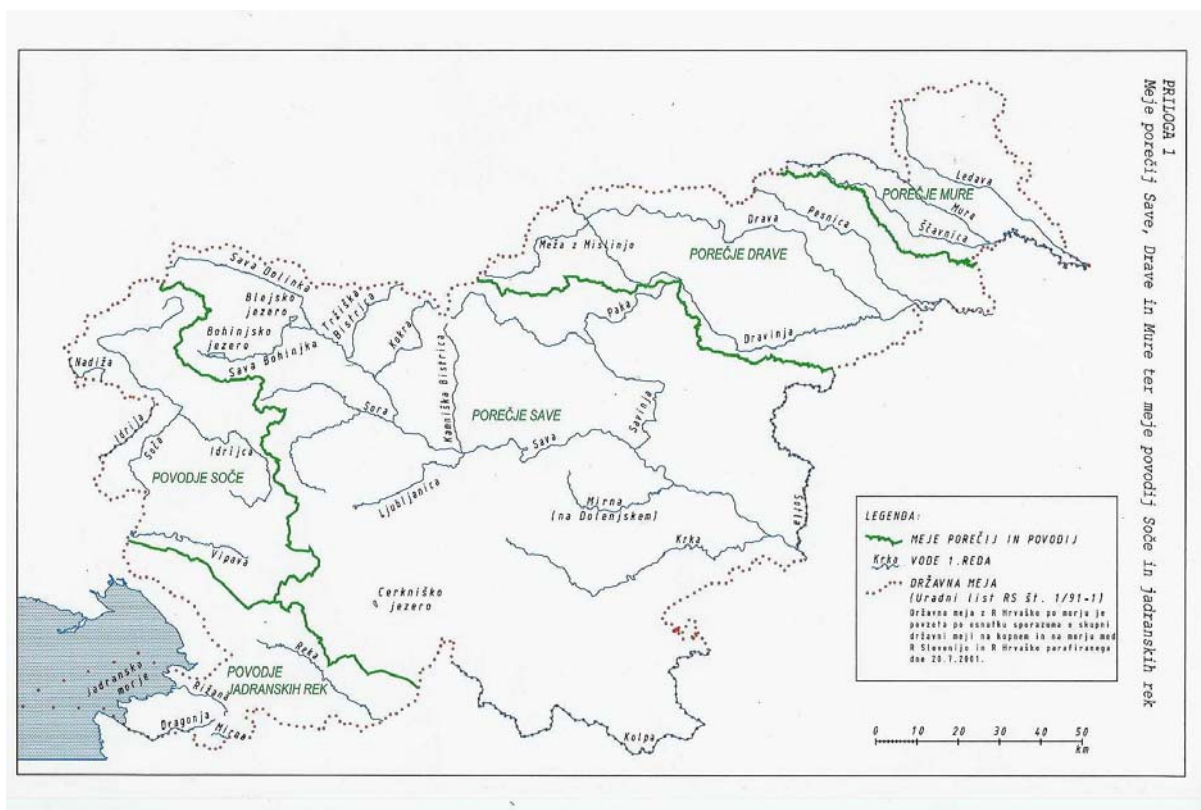 PRILOGA 1
Meje porečij Save, Drave in Mure ter meje povodij Soče in jadranskih rek
Ledava
POREČJE MURE
Mura
Ščavnica
Pesnica
Drava
Meža z Mislinjo
POREČJE DRAVE
Sava Dolinka
Blejsko
jezero
Tržiška
Bistrica
Bohinjsko
jezero
Kokra
Paka
Dravinja
Nadiža
Sava Bohinjka
Kamniška Bistrica
Sora
POREČJE SAVE
Savinja
Idrija
Soča
Idrijca
Sava
POVODJE SOČE
Ljubljanica
Mirna
(na Dolenjskem)
Sotla
Krka
Vipava
Cerkniško
jezero
Reka
POVODJE
JADRANSKIH REK
jadransko
morje
Rižana
Dragonja
Mirna
Kolpa
LEGENDA:
MEJE POREČIJ IN POVODIJ
Krka VODE 1.REDA
DRŽAVNA MEJA
(Uradni list RS št. 1/91-1)
Državna meja z R Hrvaško po morju je
povzeta po osnutku sporazuma o skupni
državni meji na kopnem in na morju med
R Slovenijo in R Hrvaško parafiranega
dne 20.7.2001.
0 10 20 30 40 50
km